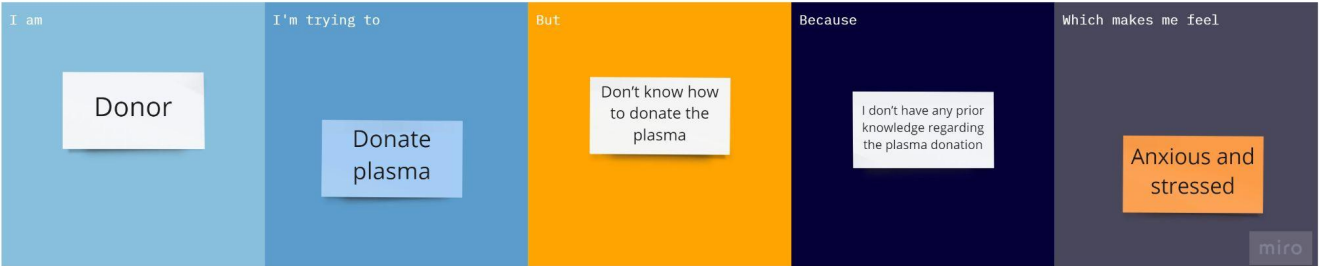 I am
Donor
I'm trying to
Donate
plasma
But
Don't know how
to donate the
plasma
Because
I don't have any prior
knowledge regarding
the plasma donation
Which makes me feel
Anxious and
stressed
miro